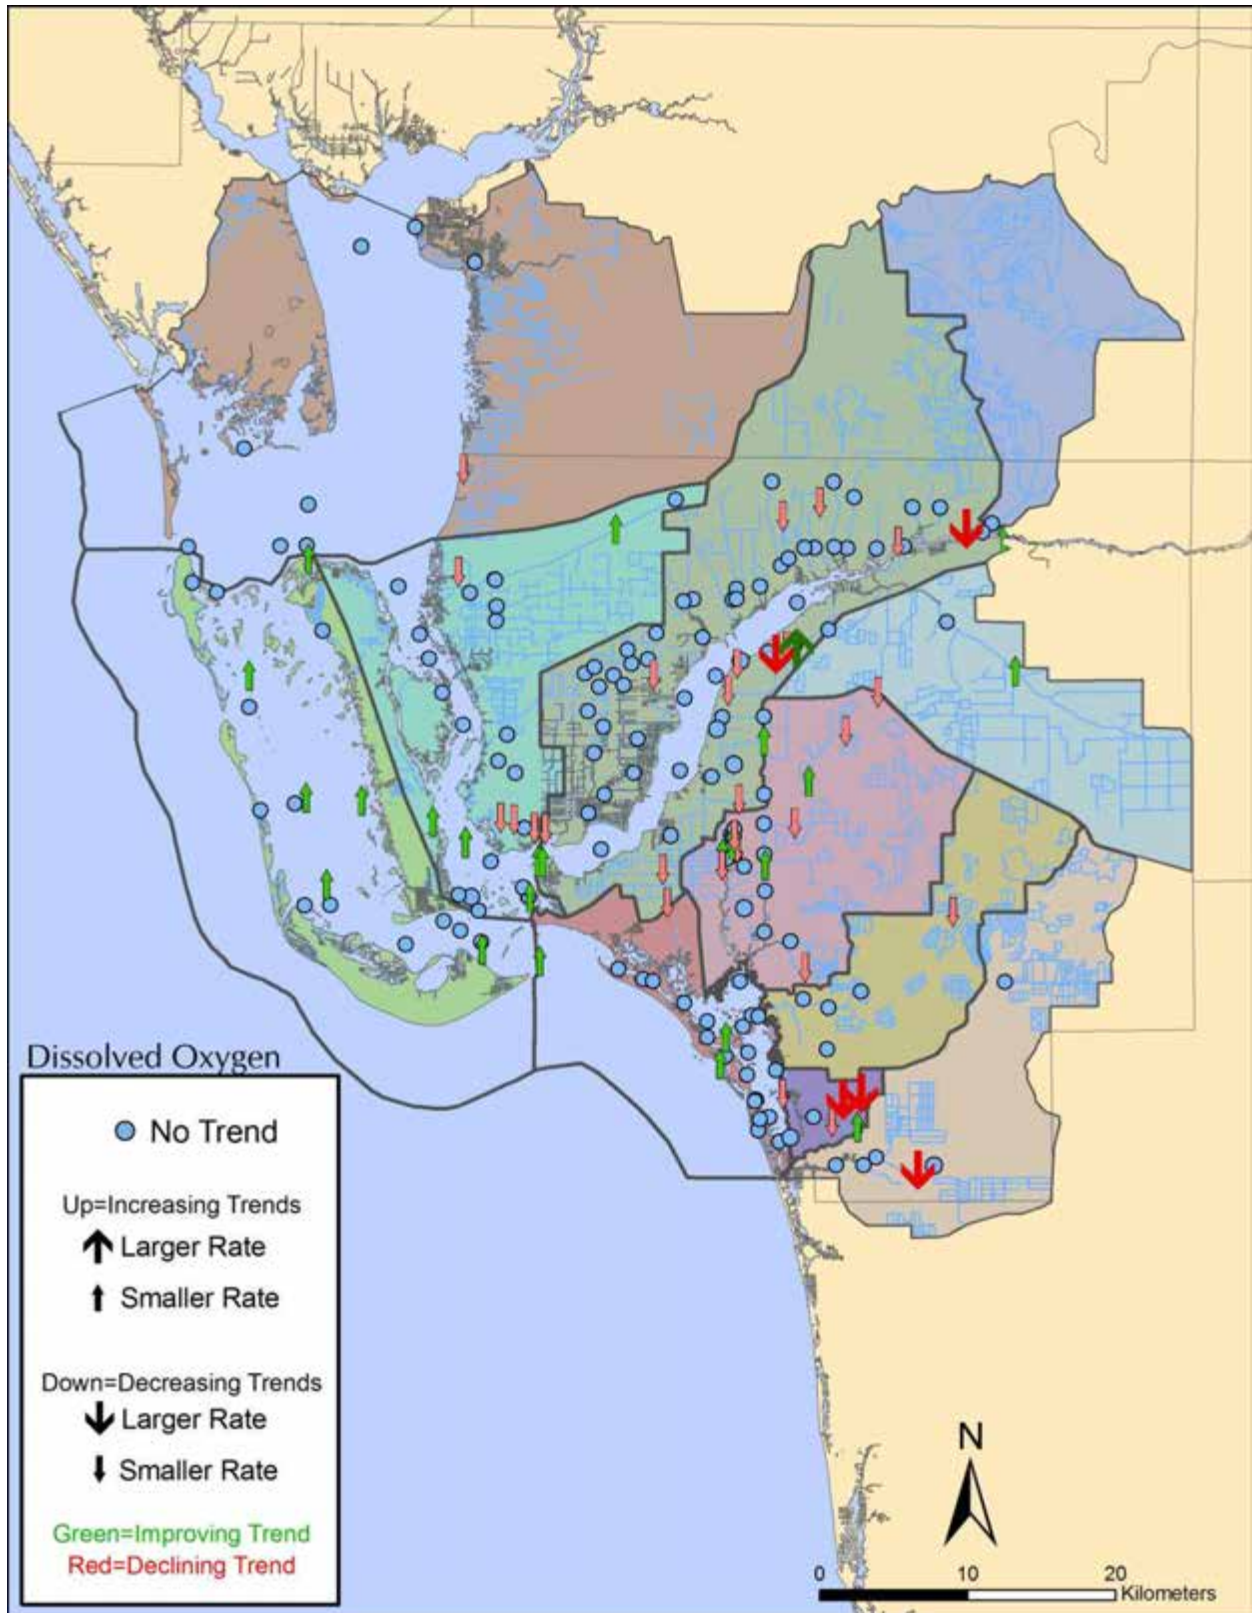 Dissolved Oxygen
No Trend
Up=Increasing Trends
Larger Rate
Smaller Rate
Down=Decreasing Trends
Larger Rate
Smaller Rate
Green=Improving Trend
Red=Declining Trend
N
0 10 20
Kilometers